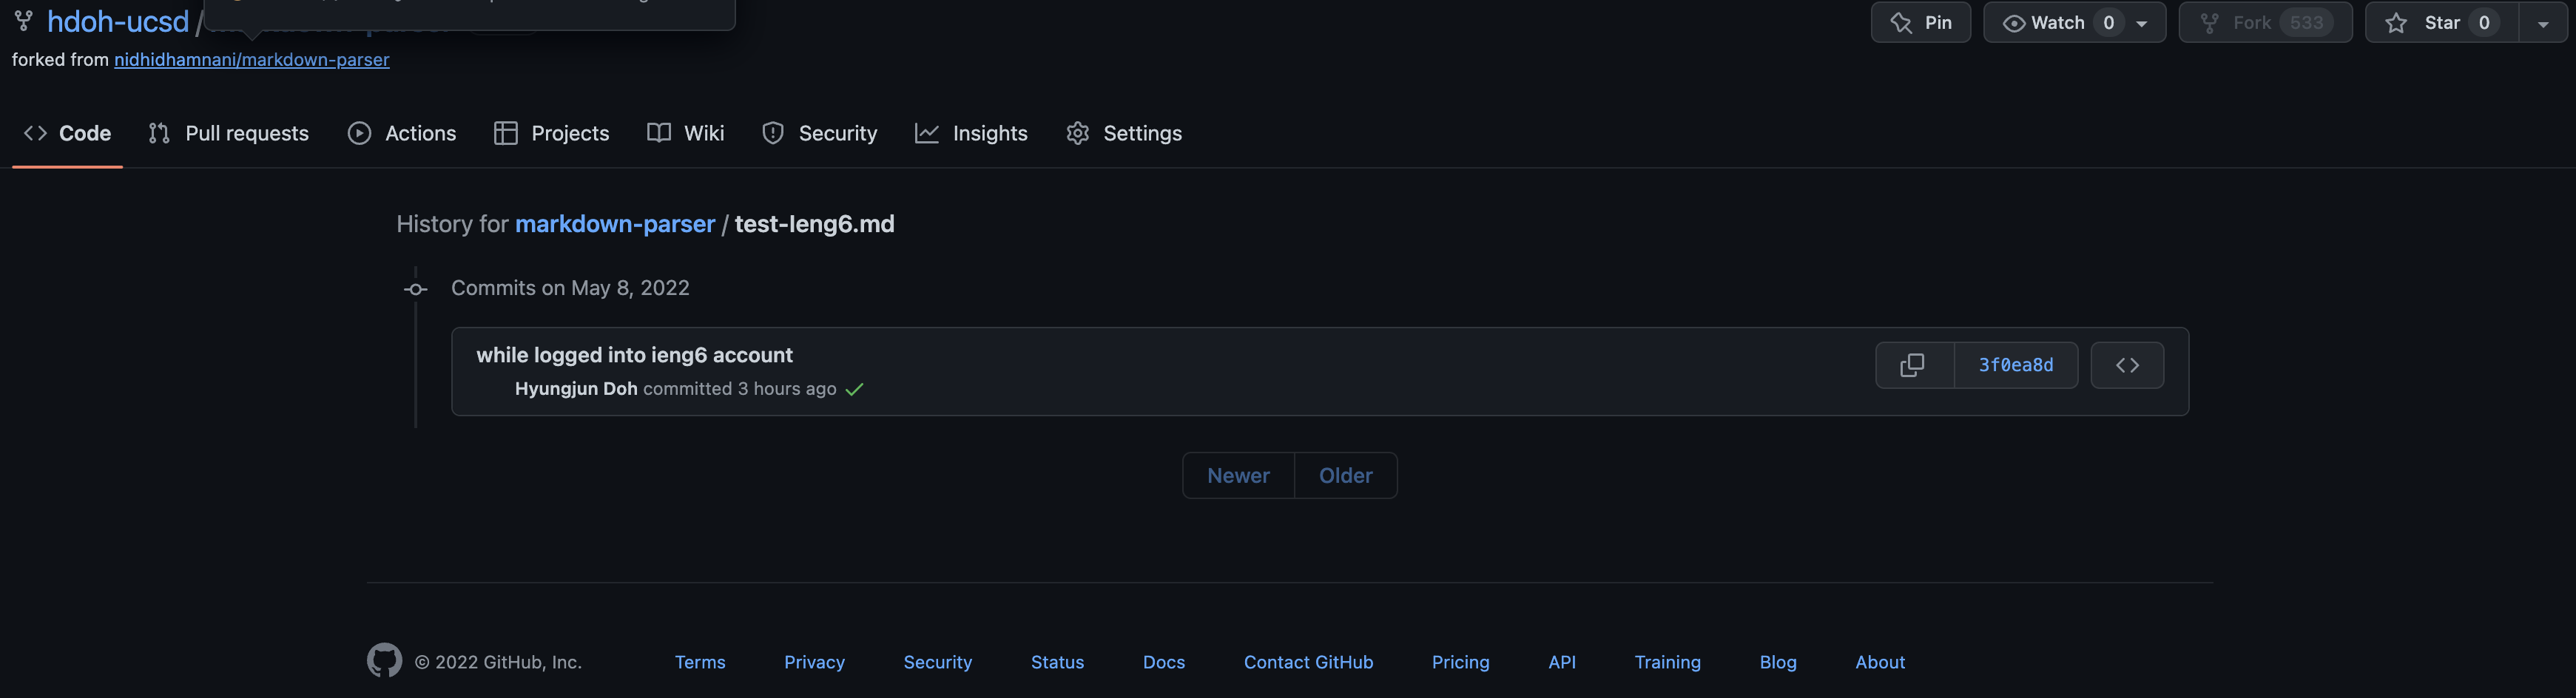 hdoh-ucsd /
Pin Watch 0 Fork 533 Star 0
forked from nidhidhamnani/markdown-parser
Code Pull requests Actions Projects Wiki Security Insights Settings
History for markdown-parser / test-leng6.md
Commits on May 8, 2022
while logged into ieng6 account
Hyungjun Doh committed 3 hours ago
3f0ea8d
Newer Older
© 2022 GitHub, Inc. Terms Privacy Security Status Docs Contact GitHub Pricing API Training Blog About